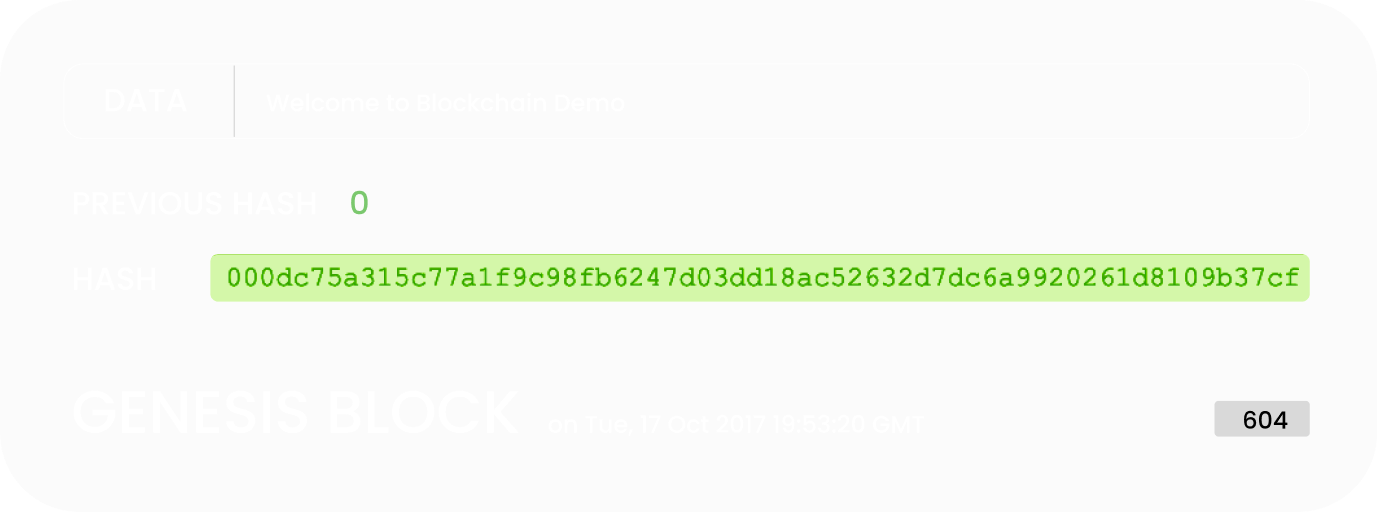 DATA Welcome to Blockchain Demo
PREVIOUS HASH 0
HASH 000dc75a315c77a1f9c98fb6247d03dd18ac52632d7dc6a9920261d8109b37cf
GENESIS BLOCK on Tue, 17 Oct 2017 19:53:20 GMT 604